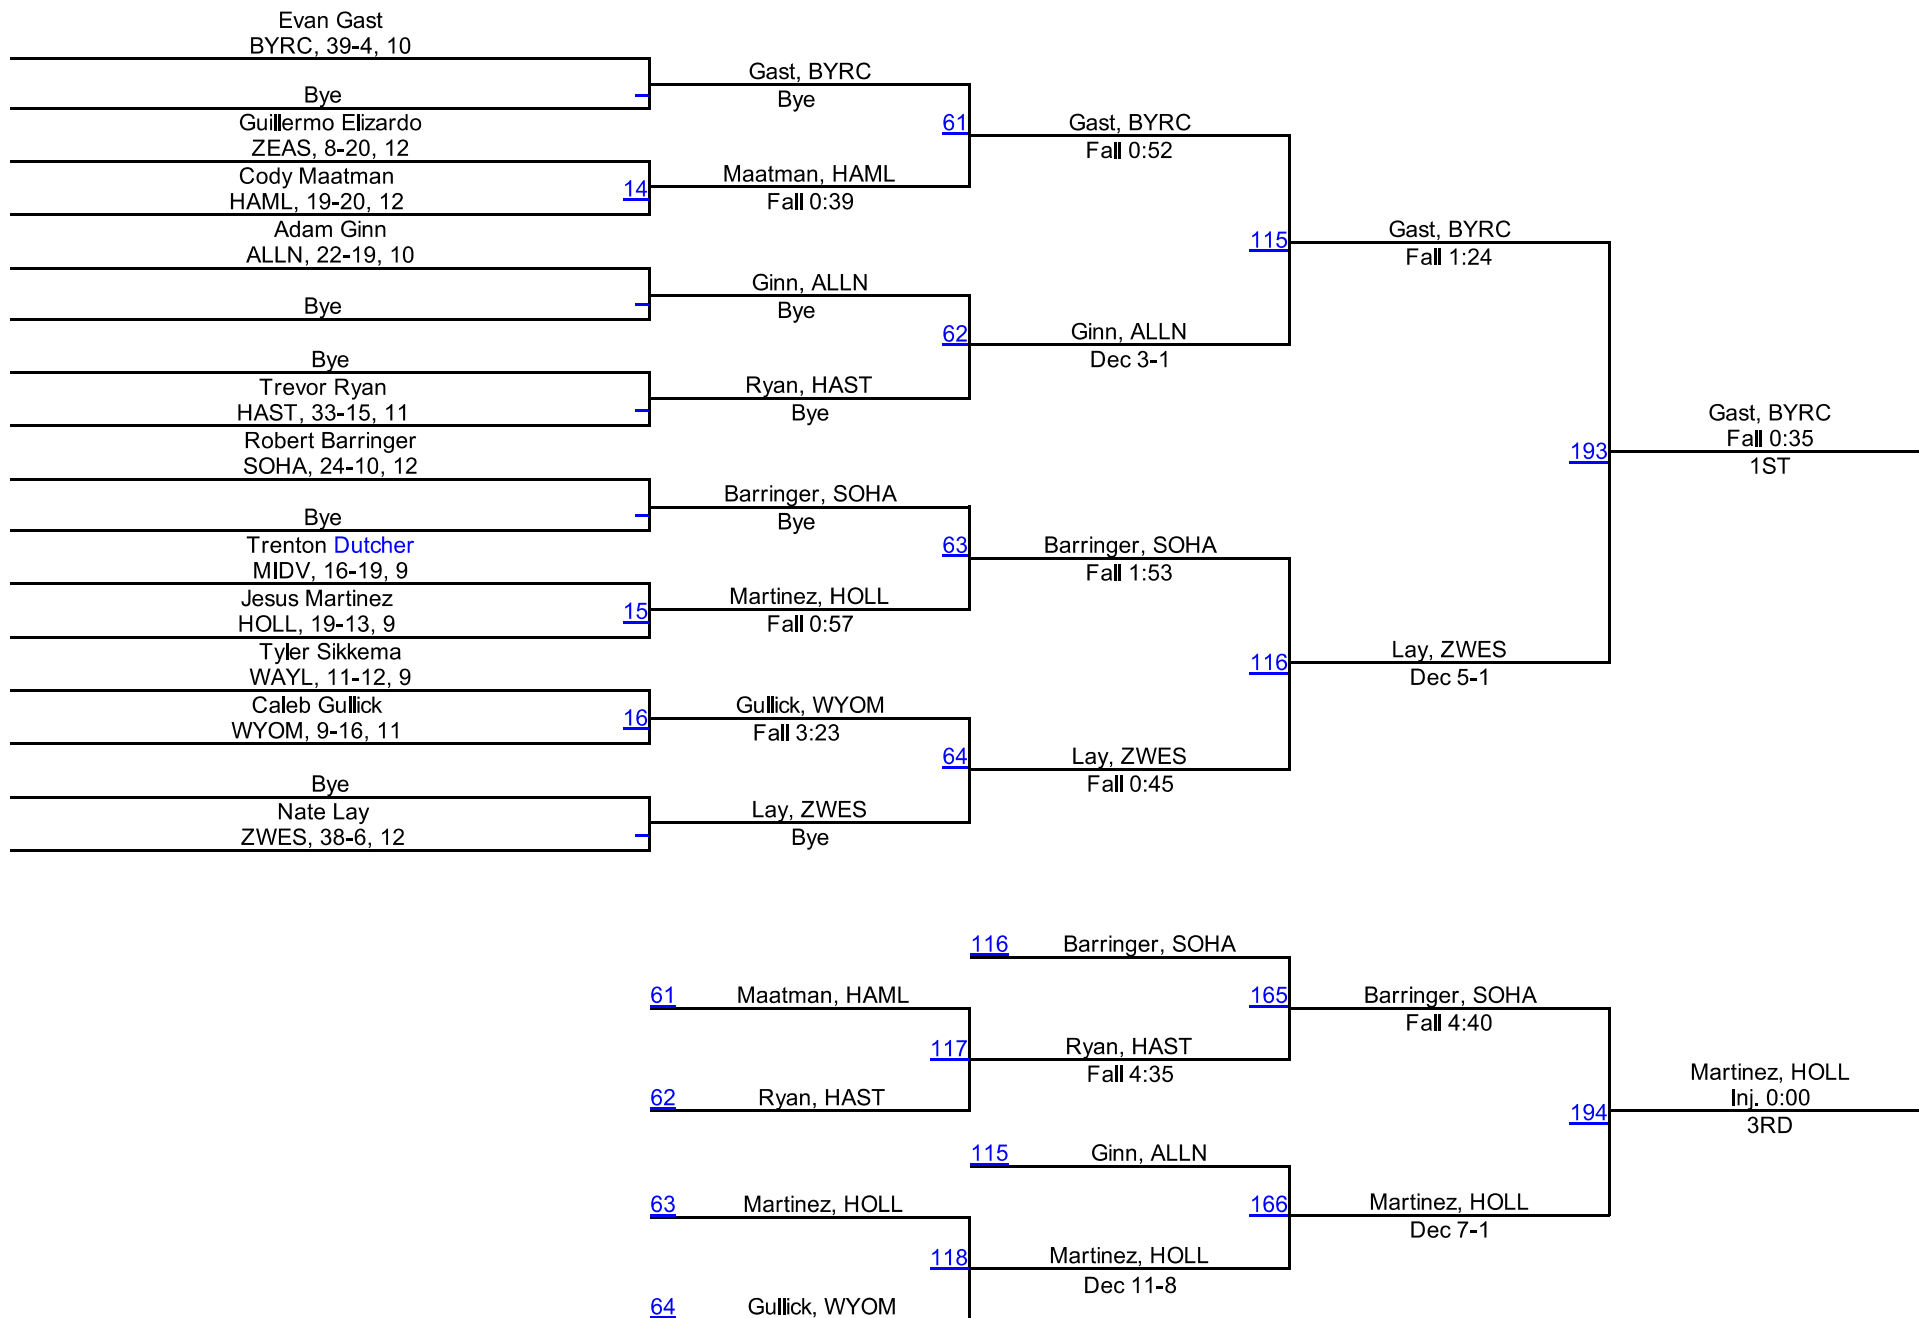 Evan Gast
BYRC, 39-4, 10
Bye
Guillermo Elizardo
ZEAS, 8-20, 12
Cody Maatman
HAML, 19-20, 12
14
Adam Ginn
ALLN, 22-19, 10
Bye
Bye
Trevor Ryan
HAST, 33-15, 11
Robert Barringer
SOHA, 24-10, 12
Bye
Trenton Dutcher
MIDV, 16-19, 9
Jesus Martinez
HOLL, 19-13, 9
15
Tyler Sikkema
WAYL, 11-12, 9
Caleb Gullick
WYOM, 9-16, 11
16
Bye
Nate Lay
ZWES, 38-6, 12
Gast, BYRC
Bye
61
Maatman, HAML
Fall 0:39
Ginn, ALLN
Bye
62
Ryan, HAST
Bye
Barringer, SOHA
Bye
63
Martinez, HOLL
Fall 0:57
Gullick, WYOM
Fall 3:23
64
Lay, ZWES
Bye
Gast, BYRC
Fall 0:52
115
Ginn, ALLN
Dec 3-1
Barringer, SOHA
Fall 1:53
116
Lay, ZWES
Fall 0:45
Gast, BYRC
Fall 1:24
193
Lay, ZWES
Dec 5-1
Gast, BYRC
Fall 0:35
1ST
61 Maatman, HAML
117
62 Ryan, HAST
63 Martinez, HOLL
118
64 Gullick, WYOM
116 Barringer, SOHA
165
Ryan, HAST
Fall 4:35
115 Ginn, ALLN
166
Martinez, HOLL
Dec 11-8
Barringer, SOHA
Fall 4:40
194
Martinez, HOLL
Dec 7-1
Martinez, HOLL
Inj. 0:00
3RD